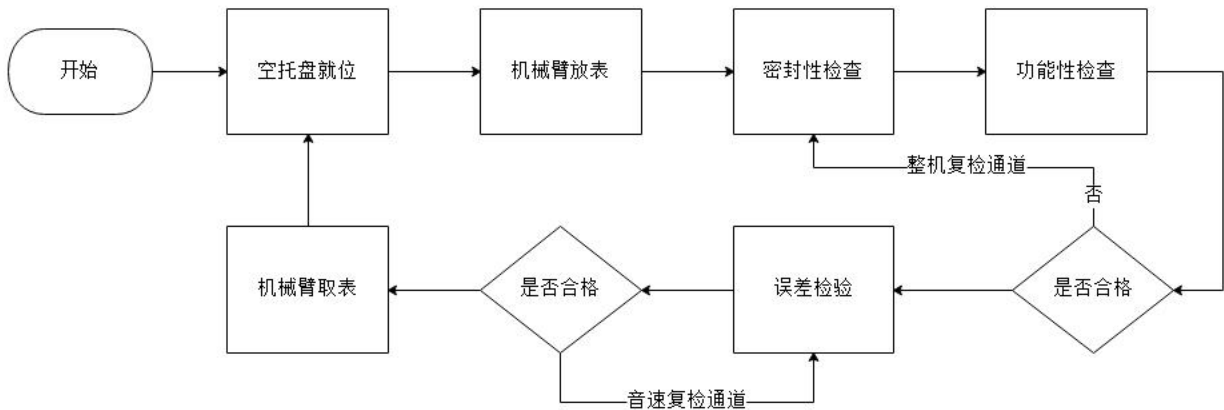 开始
空托盘就位
机械臂放表
密封性检查
功能性检查
整机复检通道
否
机械臂取表
是否合格
误差检验
是否合格
音速复检通道